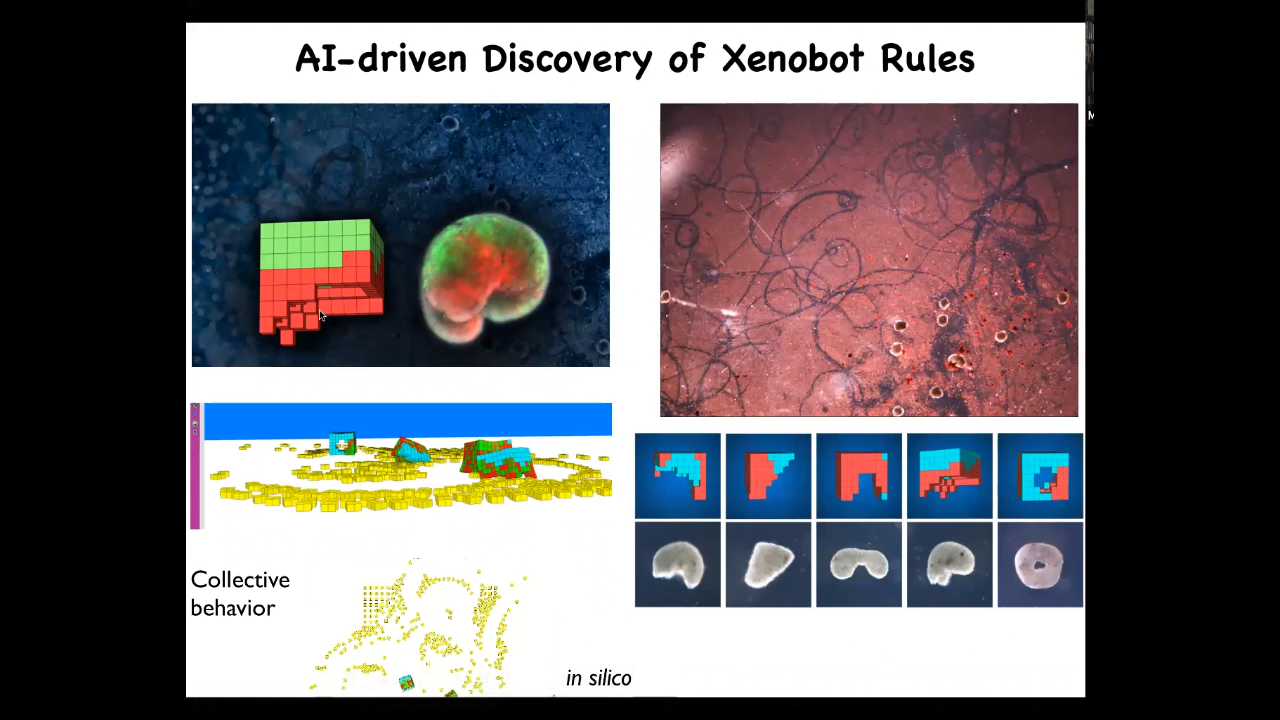 AI-driven Discovery of Xenobot Rules
M
Collective
behavior
in silico